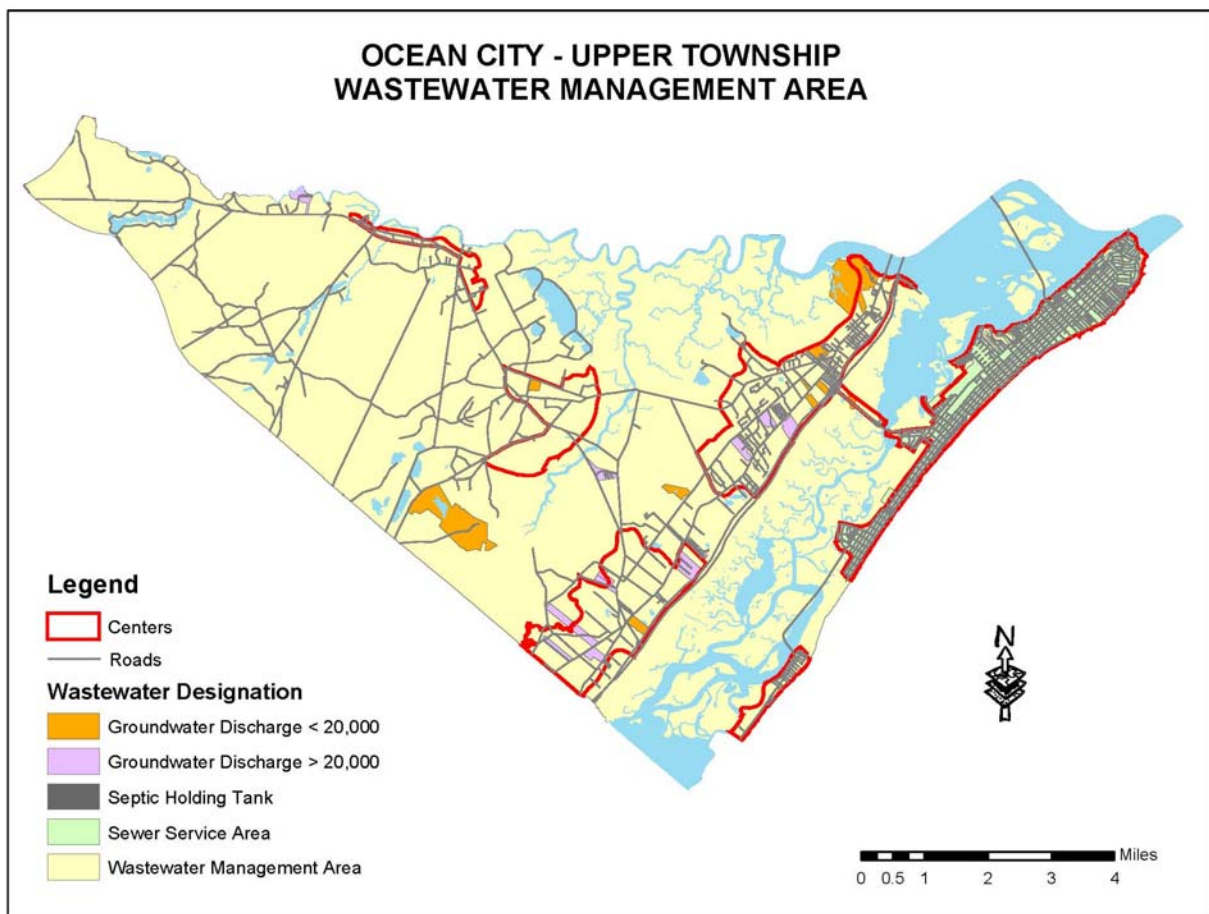 OCEAN CITY - UPPER TOWNSHIP
WASTEWATER MANAGEMENT AREA
Legend
Centers
Roads
Wastewater Designation
Groundwater Discharge < 20,000
Groundwater Discharge > 20,000
Septic Holding Tank
Sewer Service Area
Wastewater Management Area
N
Miles
0 0.5 1 2 3 4